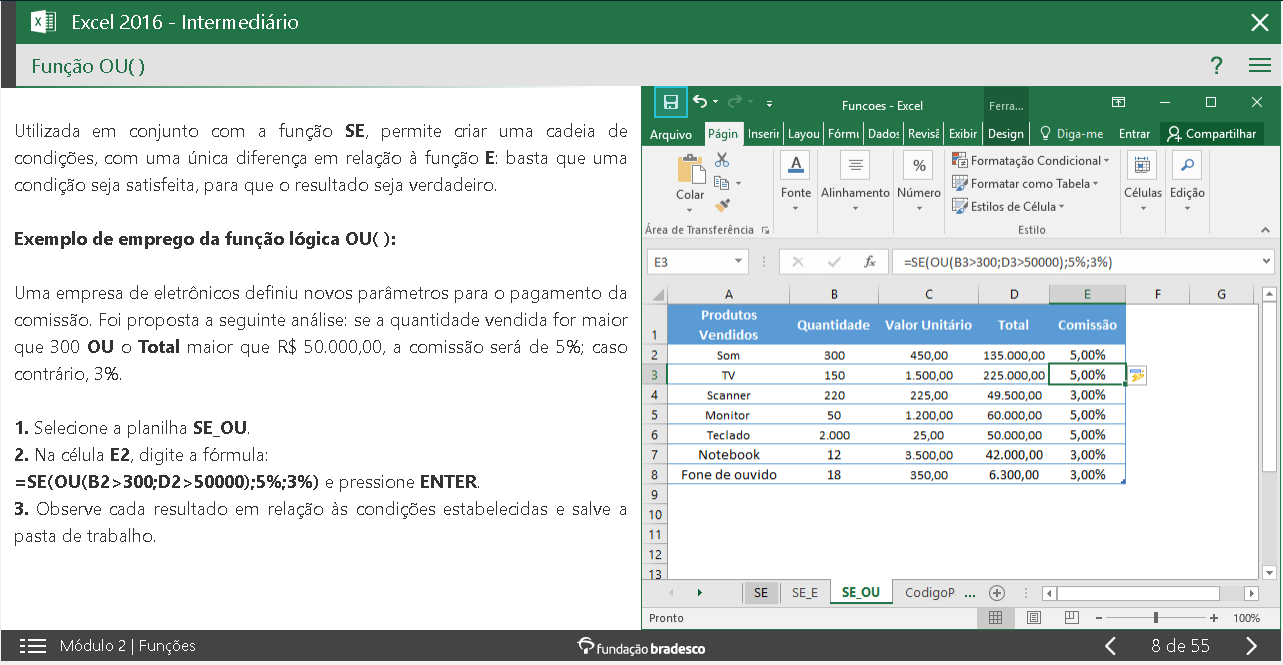 Excel 2016 - Intermediário
Função OU( )
Utilizada em conjunto com a função SE, permite criar uma cadeia de
condições, com uma única diferença em relação à função E: basta que uma
condição seja satisfeita, para que o resultado seja verdadeiro.
Exemplo de emprego da função lógica OU( ):
Uma empresa de eletrônicos definiu novos parâmetros para o pagamento da
comissão. Foi proposta a seguinte análise: se a quantidade vendida for maior
que 300 OU o Total maior que R$ 50.000,00, a comissão será de 5%; caso
contrário, 3%.
1. Selecione a planilha SE_OU.
2. Na célula E2, digite a fórmula:
=SE(OU(B2>300;D2>50000);5%;3%) e pressione ENTER.
3. Observe cada resultado em relação às condições estabelecidas e salve a
pasta de trabalho.
Funcoes - Excel Ferra...
Arquivo Págin Inserir Layou Fórmu Dados Revisã Exibir Design Diga-me Entrar Compartilhar
Colar Fonte Alinhamento Número Formatação Condicional Células Edição
Formatar como Tabela
Estilos de Célula
Área de Transferência Estilo
E3 fx =SE(OU(B3>300;D3>50000);5%;3%)
A B C D E F G
1 Produtos Vendidos Quantidade Valor Unitário Total Comissão
2 Som 300 450,00 135.000,00 5,00%
3 TV 150 1.500,00 225.000,00 5,00%
4 Scanner 220 225,00 49.500,00 3,00%
5 Monitor 50 1.200,00 60.000,00 5,00%
6 Teclado 2.000 25,00 50.000,00 5,00%
7 Notebook 12 3.500,00 42.000,00 3,00%
8 Fone de ouvido 18 350,00 6.300,00 3,00%
9
10
11
12
13
SE SE_E SE_OU CodigoP ...
Pronto 100%
Módulo 2 | Funções fundação bradesco 8 de 55